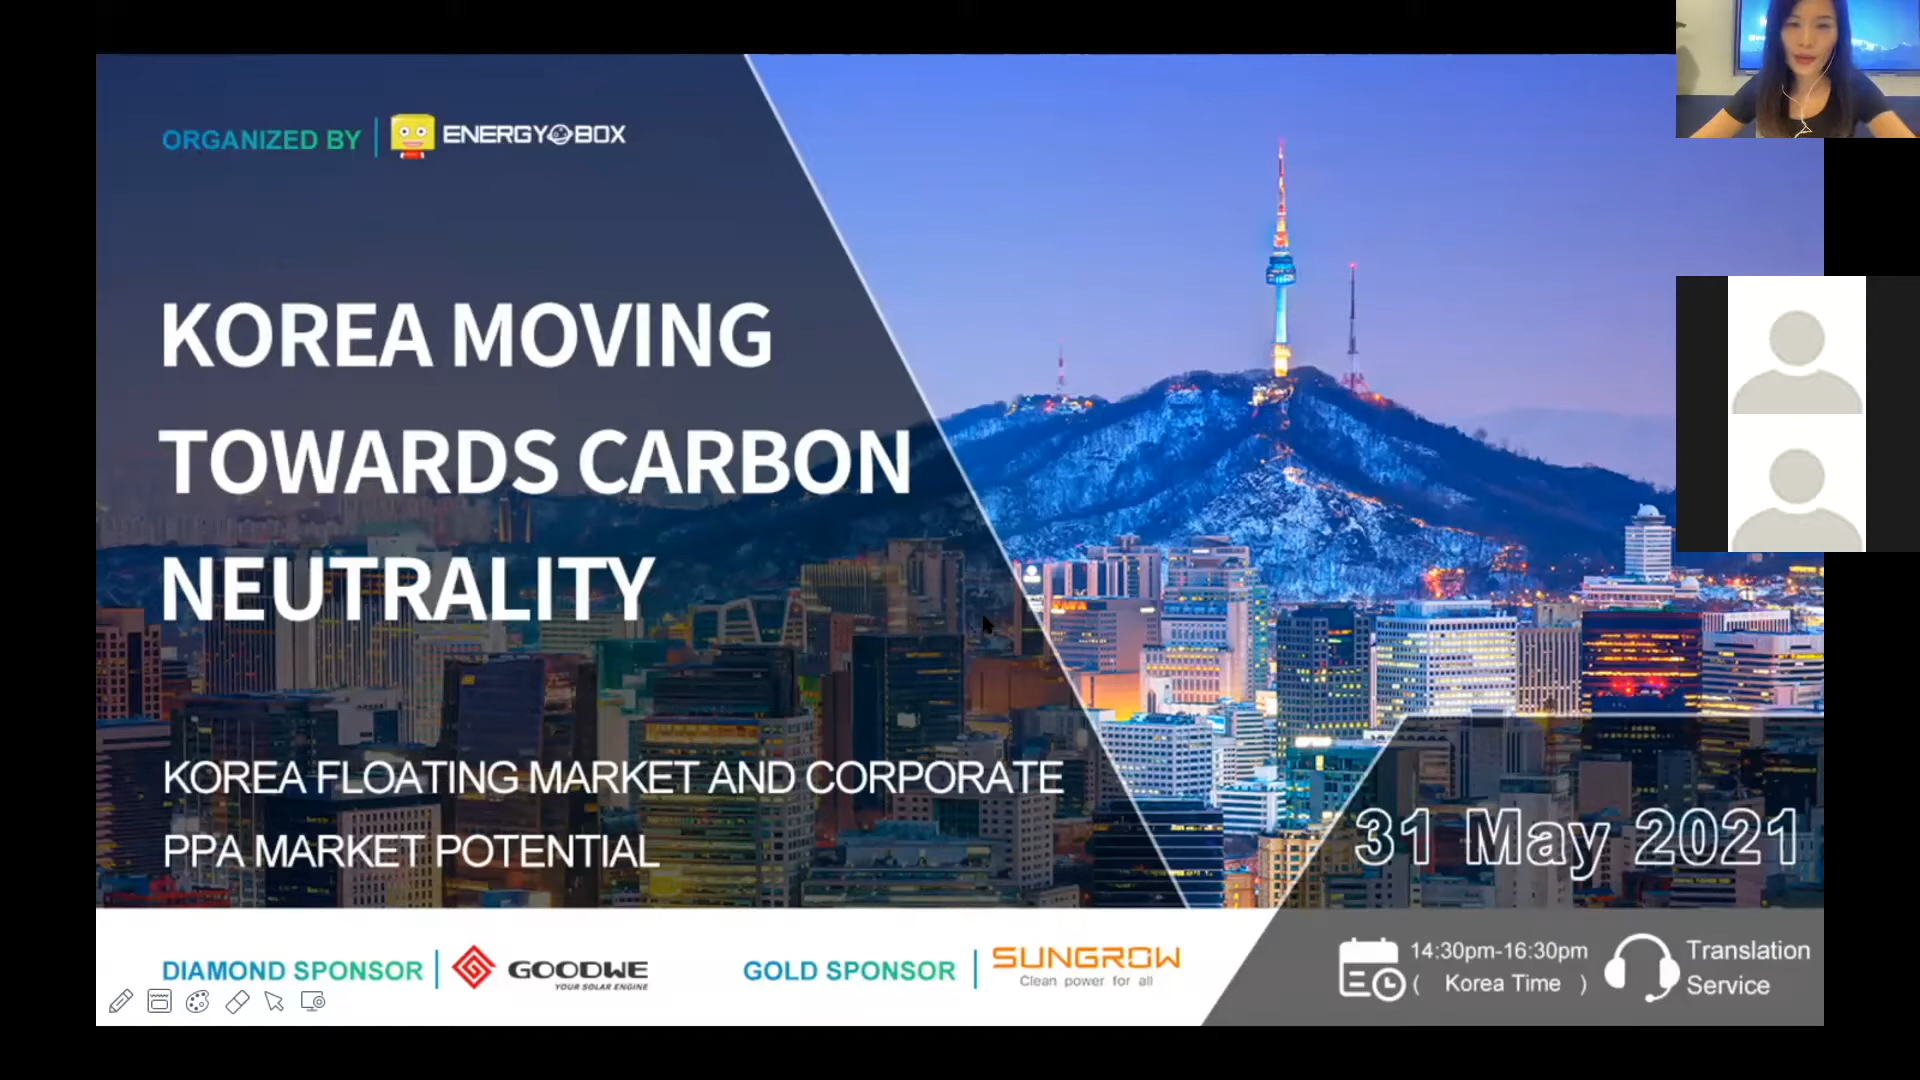 ORGANIZED BY
ENERGY BOX
KOREA MOVING
TOWARDS CARBON
NEUTRALITY
KOREA FLOATING MARKET AND CORPORATE
PPA MARKET POTENTIAL
31 May 2021
DIAMOND SPONSOR
GOODWE
YOUR SOLAR ENGINE
GOLD SPONSOR
SUNGROW
Clean power for all
14:30pm-16:30pm
( Korea Time )
Translation
Service